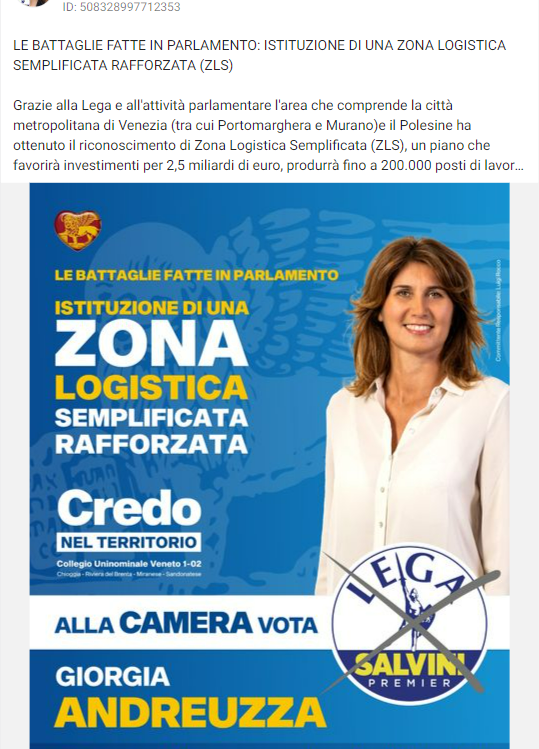 ID: 508328997712353
LE BATTAGLIE FATTE IN PARLAMENTO: ISTITUZIONE DI UNA ZONA LOGISTICA
SEMPLIFICATA RAFFORZATA (ZLS)
Grazie alla Lega e all'attività parlamentare l'area che comprende la città
metropolitana di Venezia (tra cui Portomarghera e Murano)e il Polesine ha
ottenuto il riconoscimento di Zona Logistica Semplificata (ZLS), un piano che
favorirà investimenti per 2,5 miliardi di euro, produrrà fino a 200.000 posti di lavor...
LE BATTAGLIE FATTE IN PARLAMENTO
ISTITUZIONE DI UNA
ZONA
LOGISTICA
SEMPLIFICATA
RAFFORZATA
Credo
NEL TERRITORIO
Collegio Uninominale Veneto 1-02
Chioggia - Riviera del Brenta - Miranese - Sandonatese
Committente Responsabile: Luigi Bacco
LEGA
SALVINI
PREMIER
ALLA CAMERA VOTA
GIORGIA
ANDREUZZA